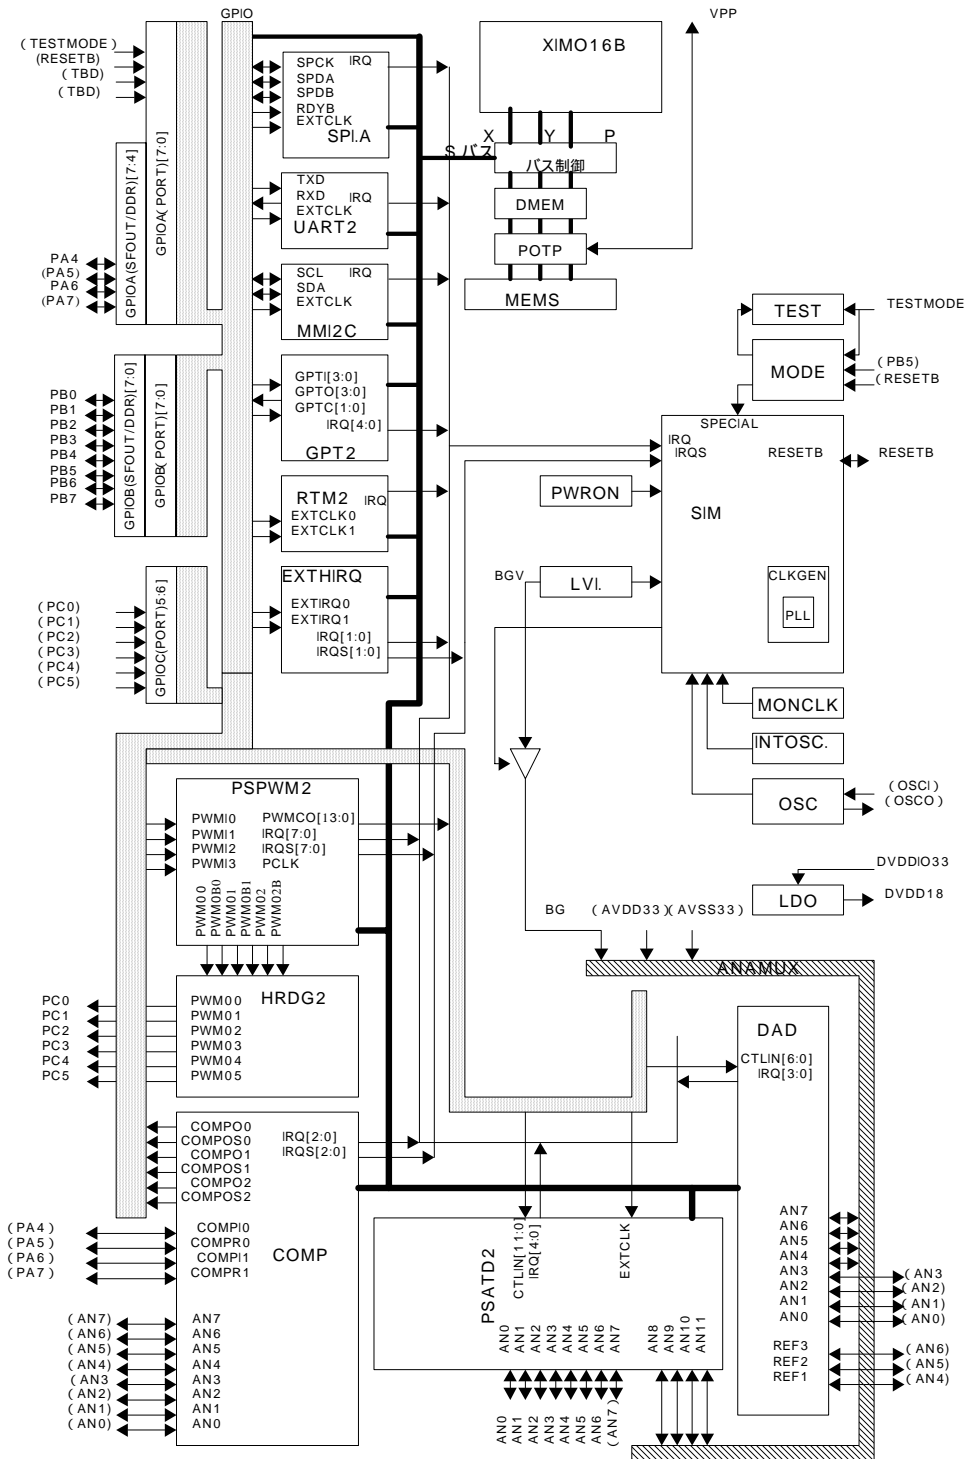 GPIO
VPP
(TESTMODE)
(RESETB)
(TBD)
(TBD)
GPIOA(SFOUT/DDR)[7:4]
GPIOA(PORT)[7:0]
PA4
(PA5)
PA6
(PA7)
SPCK IRQ
SPDA
SPDB
RDYB
EXTCLK
SPI.A
XIMO16B
X Y P
Sバス
バス制御
DMEM
POTP
MEMS
TXD
RXD IRQ
EXTCLK
UART2
SCL IRQ
SDA
EXTCLK
MMI2C
GPIOB(SFOUT/DDR)[7:0]
GPIOB(PORT)[7:0]
PB0
PB1
PB2
PB3
PB4
PB5
PB6
PB7
GPTI[3:0]
GPTO[3:0]
GPTC[1:0]
IRQ[4:0]
GPT2
RTM2 IRQ
EXTCLK0
EXTCLK1
TEST
TESTMODE
MODE
(PB5)
(RESETB
SPECIAL
IRQ
IRQS
RESETB
RESETB
SIM
PWRON
BGV
LVI.
CLKGEN
PLL
EXTHIRQ
EXTIRQ0
EXTIRQ1
IRQ[1:0]
IRQS[1:0]
(PC0)
(PC1)
(PC2)
(PC3)
(PC4)
(PC5)
GPIOC(PORT)5:6]
MONCLK
INTOSC.
OSC
(OSCI)
(OSCO)
DVDDIO33
LDO
DVDD18
PSPWM2
PWMI0 PWMCO[13:0]
PWMI1 IRQ[7:0]
PWMI2 IRQS[7:0]
PWMI3 PCLK
PWM00
PWM0B0
PWM01
PWM0B1
PWM02
PWM02B
BG
(AVDD33)(AVSS33)
ANAMUX
HRDG2
PC0
PC1
PC2
PC3
PC4
PC5
PWM00
PWM01
PWM02
PWM03
PWM04
PWM05
DAD
CTLIN[6:0]
IRQ[3:0]
COMPO0
COMPOS0
COMPO1
COMPOS1
COMPO2
COMPOS2
IRQ[2:0]
IRQS[2:0]
COMP
(PA4)
(PA5)
(PA6)
(PA7)
COMPI0
COMPR0
COMPI1
COMPR1
(AN7)
(AN6)
(AN5)
(AN4)
(AN3
(AN2)
(AN1)
(AN0)
AN7
AN6
AN5
AN4
AN3
AN2
AN1
AN0
PSATD2
CTLIN[11:0]
IRQ[4:0]
EXTCLK
AN0
AN1
AN2
AN3
AN4
AN5
AN6
AN7
AN8
AN9
AN10
AN11
AN0
AN1
AN2
AN3
AN4
AN5
AN6
(AN7)
AN7
AN6
AN5
AN4
AN3
AN2
AN1
AN0
REF3
REF2
REF1
(AN3
(AN2)
(AN1)
(AN0)
(AN6)
(AN5)
(AN4)